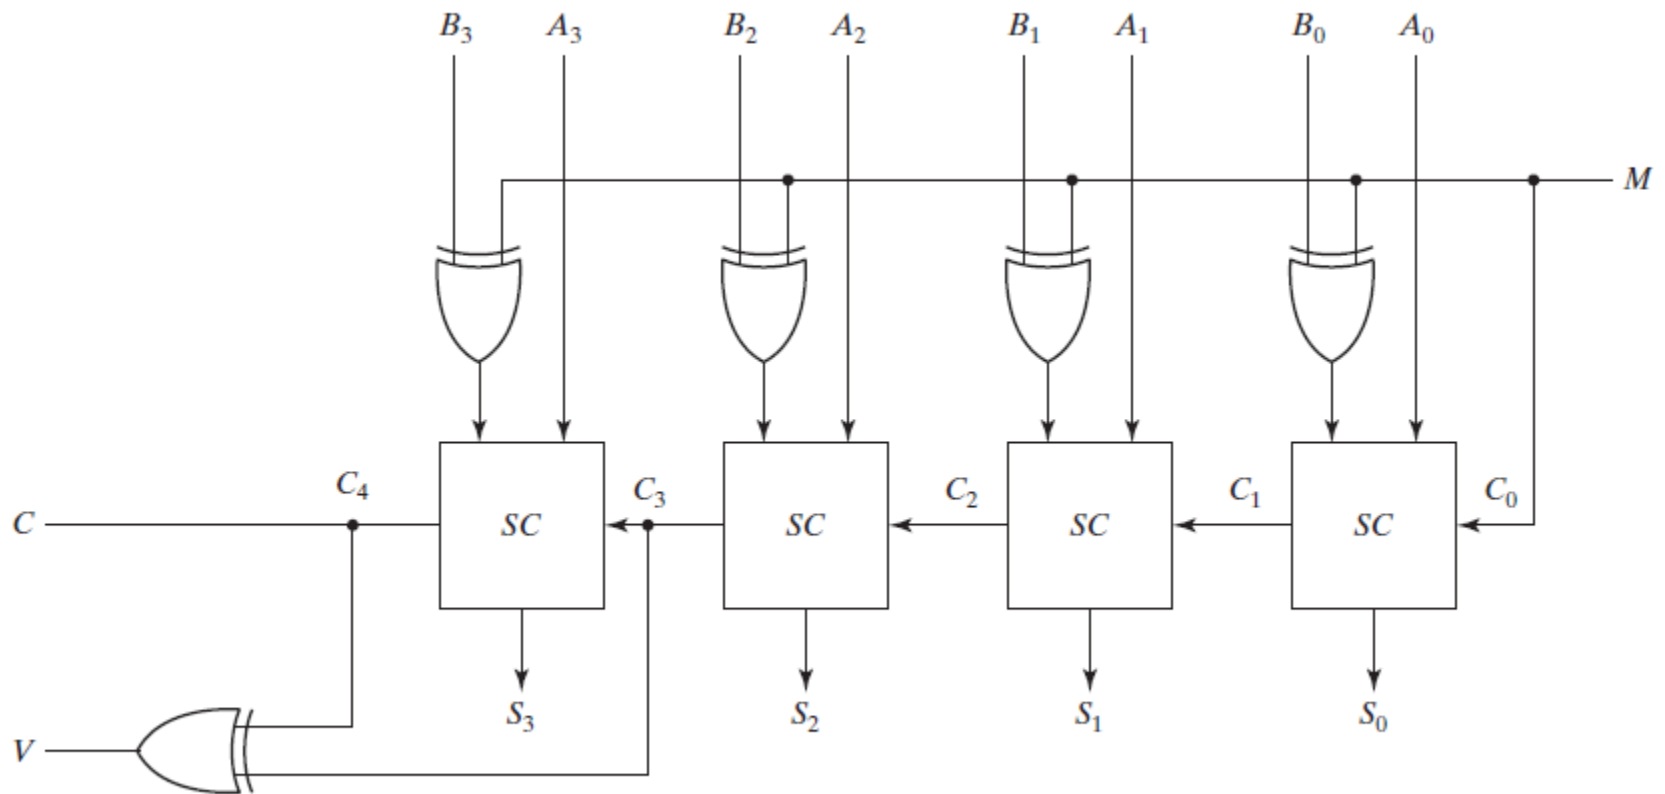 B₃ A₃ B₂ A₂ B₁ A₁ B₀ A₀
M
C₄ C₃ C₂ C₁ C₀
C SC SC SC SC
S₃ S₂ S₁ S₀
V